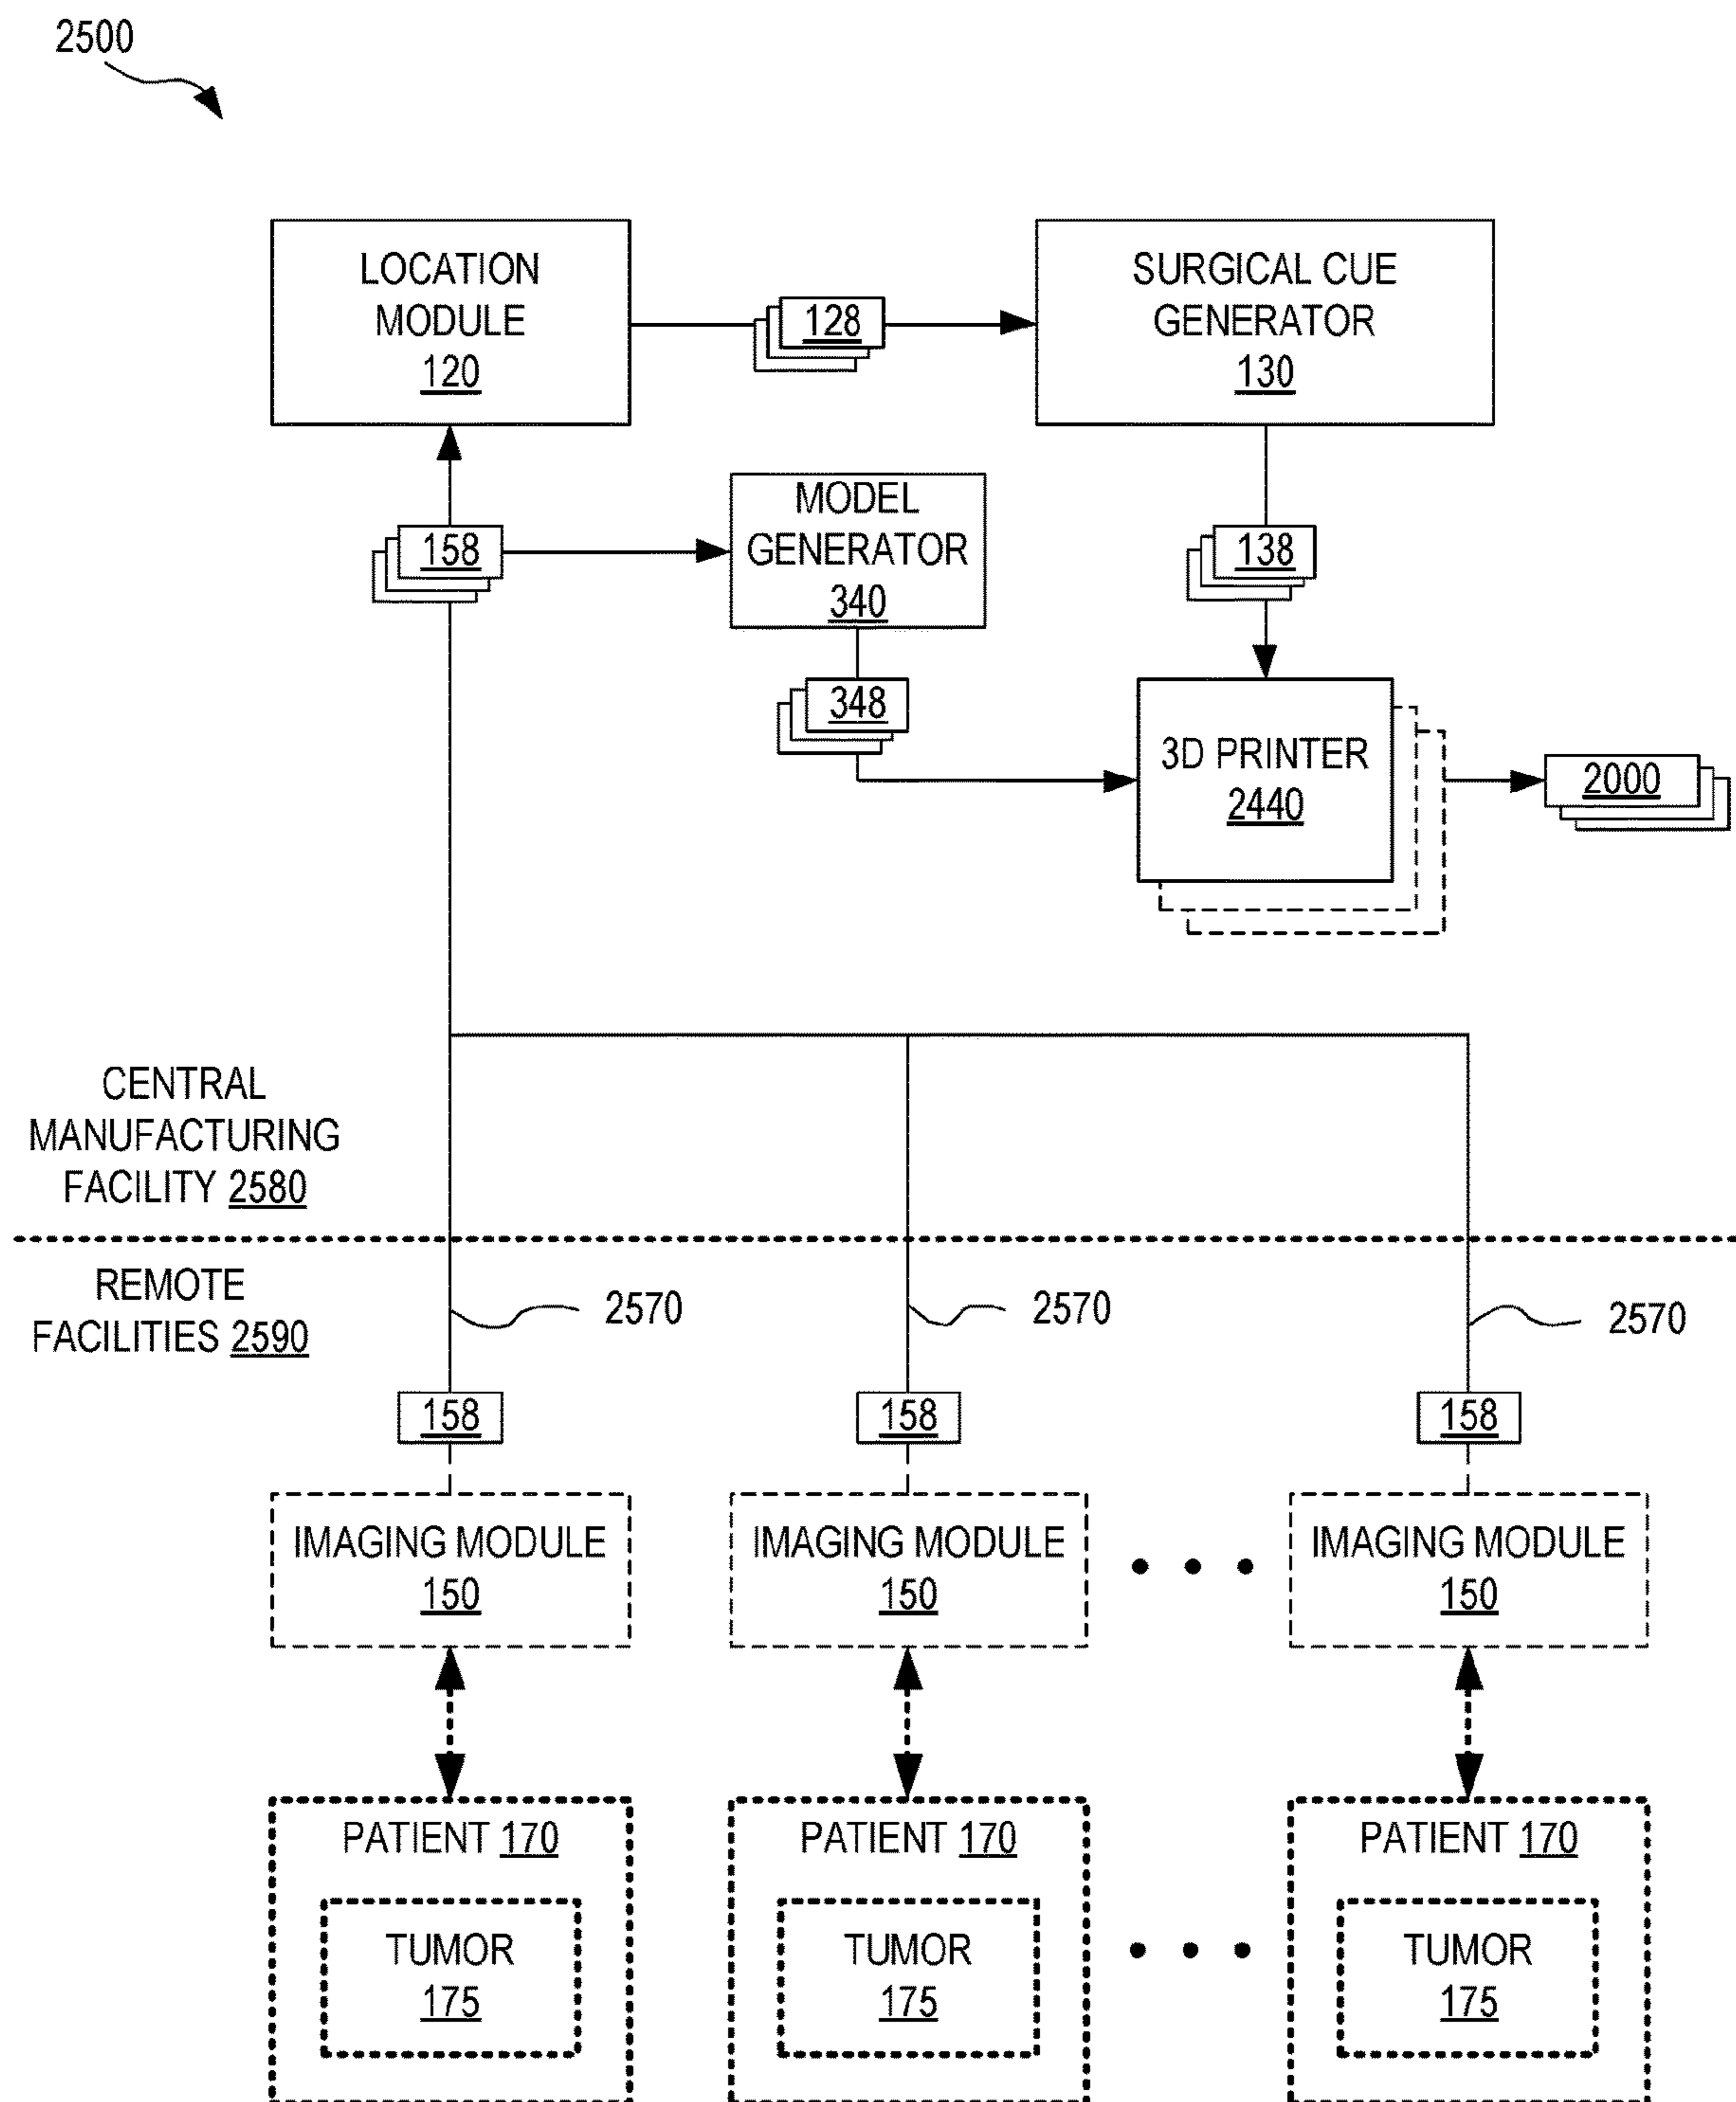 2500
LOCATION
MODULE
120
128
SURGICAL CUE
GENERATOR
130
158
MODEL
GENERATOR
340
138
348
3D PRINTER
2440
2000
CENTRAL
MANUFACTURING
FACILITY 2580
REMOTE
FACILITIES 2590
2570
2570
2570
158
158
158
IMAGING MODULE
150
IMAGING MODULE
150
IMAGING MODULE
150
PATIENT 170
TUMOR
175
PATIENT 170
TUMOR
175
PATIENT 170
TUMOR
175